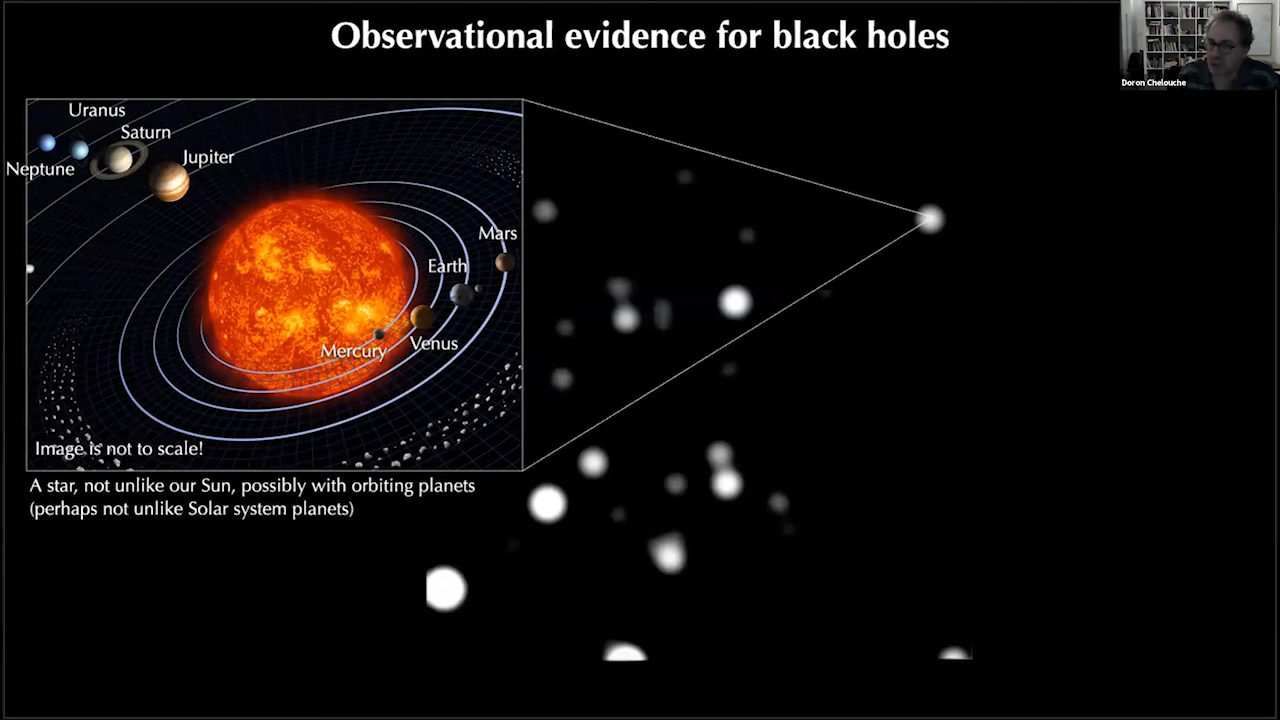 Observational evidence for black holes
Doron Chelouche
Uranus
Saturn
Neptune
Jupiter
Mars
Earth
Mercury
Venus
Image is not to scale!
A star, not unlike our Sun, possibly with orbiting planets
(perhaps not unlike Solar system planets)